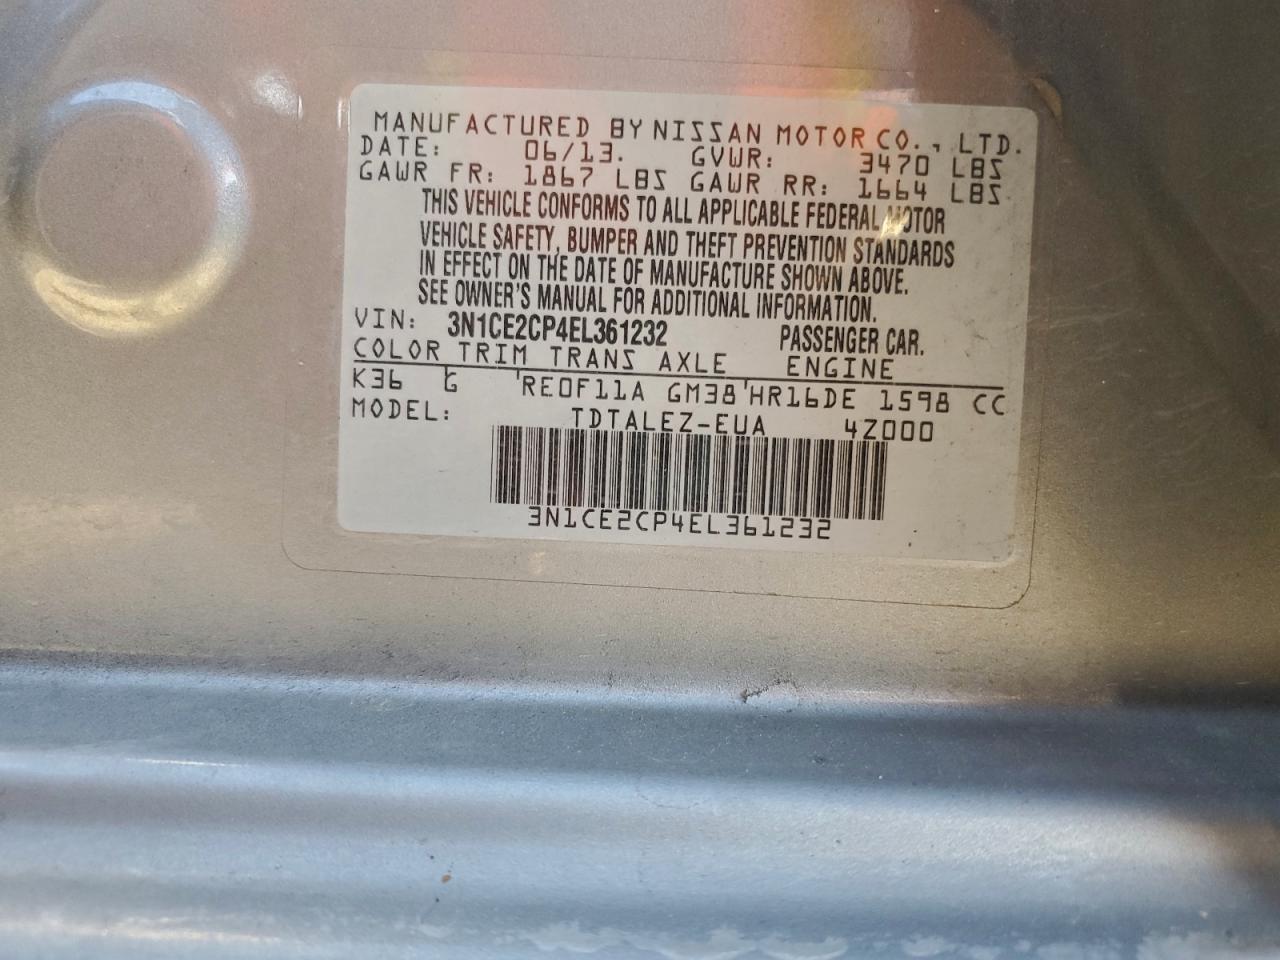 MANUFACTURED BY NISSAN MOTOR CO., LTD.
DATE: 06/13. GVWR: 3470 LBS
GAWR FR: 1867 LBS GAWR RR: 1664 LBS
THIS VEHICLE CONFORMS TO ALL APPLICABLE FEDERAL MOTOR
VEHICLE SAFETY, BUMPER AND THEFT PREVENTION STANDARDS
IN EFFECT ON THE DATE OF MANUFACTURE SHOWN ABOVE.
SEE OWNER'S MANUAL FOR ADDITIONAL INFORMATION.
VIN: 3N1CE2CP4EL361232 PASSENGER CAR.
COLOR TRIM TRANS AXLE ENGINE
K36 G RE0F11A GM38 HR16DE 1598 CC
MODEL: TDTALEZ-EUA 4Z000
3N1CE2CP4EL361232